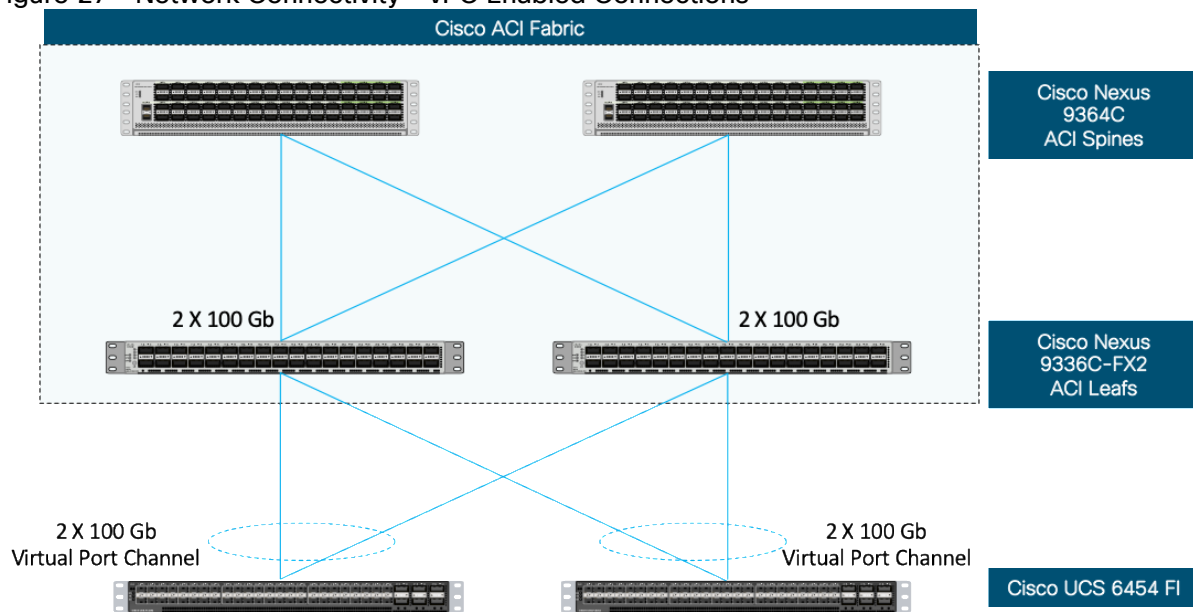 Cisco ACI Fabric
Cisco Nexus
9364C
ACI Spines
2 X 100 Gb
2 X 100 Gb
Cisco Nexus
9336C-FX2
ACI Leafs
2 X 100 Gb
Virtual Port Channel
2 X 100 Gb
Virtual Port Channel
Cisco UCS 6454 FI